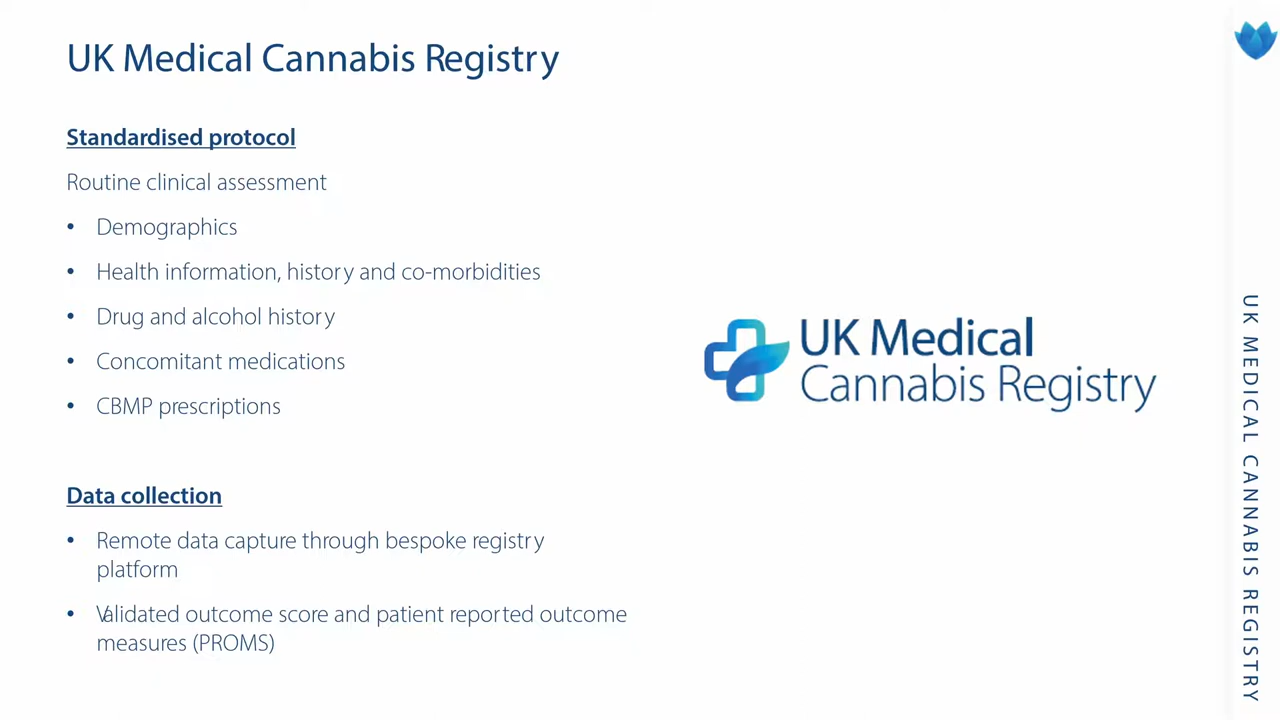 UK Medical Cannabis Registry
Standardised protocol
Routine clinical assessment
• Demographics
• Health information, history and co-morbidities
• Drug and alcohol history
• Concomitant medications
• CBMP prescriptions
Data collection
• Remote data capture through bespoke registry
platform
• Validated outcome score and patient reported outcome
measures (PROMS)
UK Medical
Cannabis Registry
UK MEDICAL CANNABIS REGISTRY